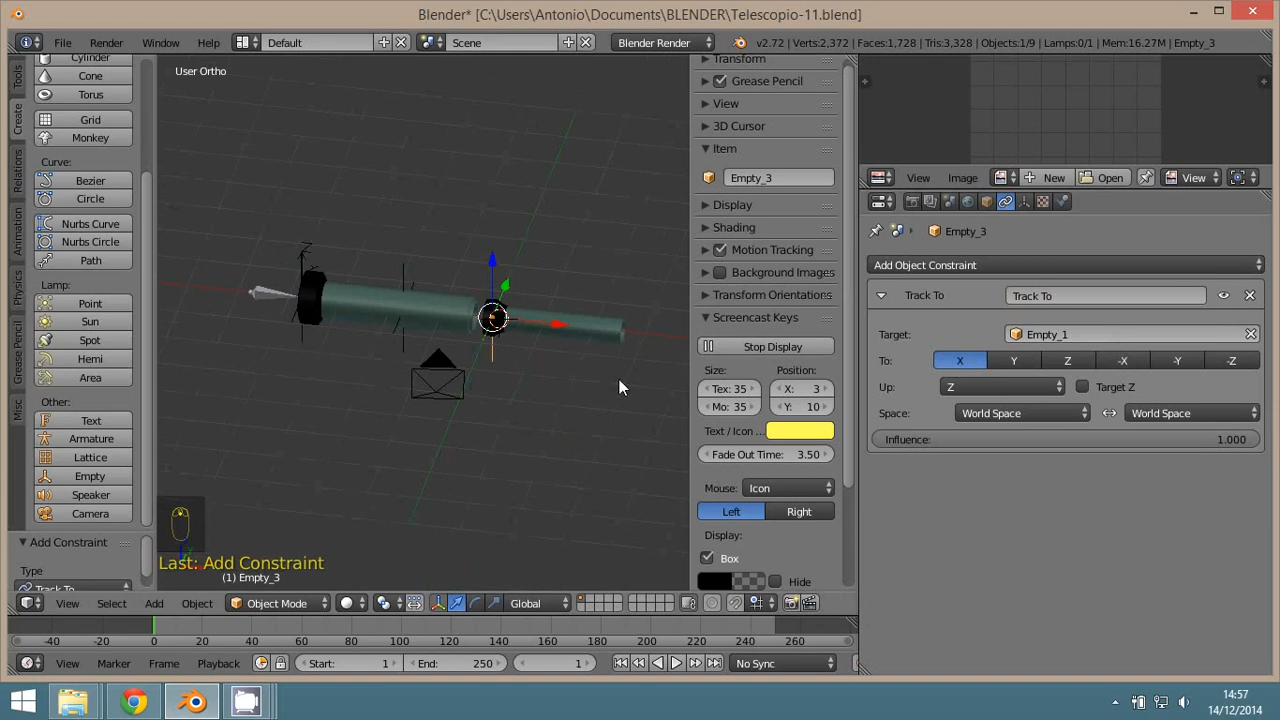 Blender* [C:\Users\Antonio\Documents\BLENDER\Telescopio-11.blend]
File Render Window Help Default Scene Blender Render v2.72 | Verts:2,372 | Faces:1,728 | Tris:3,328 | Objects:1/9 | Lamps:0/1 | Mem:16.27M | Empty_3
Tools
Create
Relations
Animation
Physics
Grease Pencil
Misc
Cylinder
Cone
Torus
Grid
Monkey
Curve:
Bezier
Circle
Nurbs Curve
Nurbs Circle
Path
Lamp:
Point
Sun
Spot
Hemi
Area
Other:
Text
Armature
Lattice
Empty
Speaker
Camera
Add Constraint
Type
Track To
User Ortho
Last: Add Constraint
(1) Empty_3
Transform
Grease Pencil
View
3D Cursor
Item
Empty_3
Display
Shading
Motion Tracking
Background Images
Transform Orientations
Screencast Keys
Stop Display
Size: Position:
Tex: 35 X: 3
Mo: 35 Y: 10
Text / Icon ...
Fade Out Time: 3.50
Mouse: Icon
Left Right
Display:
Box
Hide
View Image New Open View
Empty_3
Add Object Constraint
Track To Track To
Target: Empty_1
To: X Y Z -X -Y -Z
Up: Z Target Z
Space: World Space World Space
Influence: 1.000
View Select Add Object Object Mode Global
-40 -20 0 20 40 60 80 100 120 140 160 180 200 220 240 260
View Marker Frame Playback Start: 1 End: 250 1 No Sync
14:57
14/12/2014